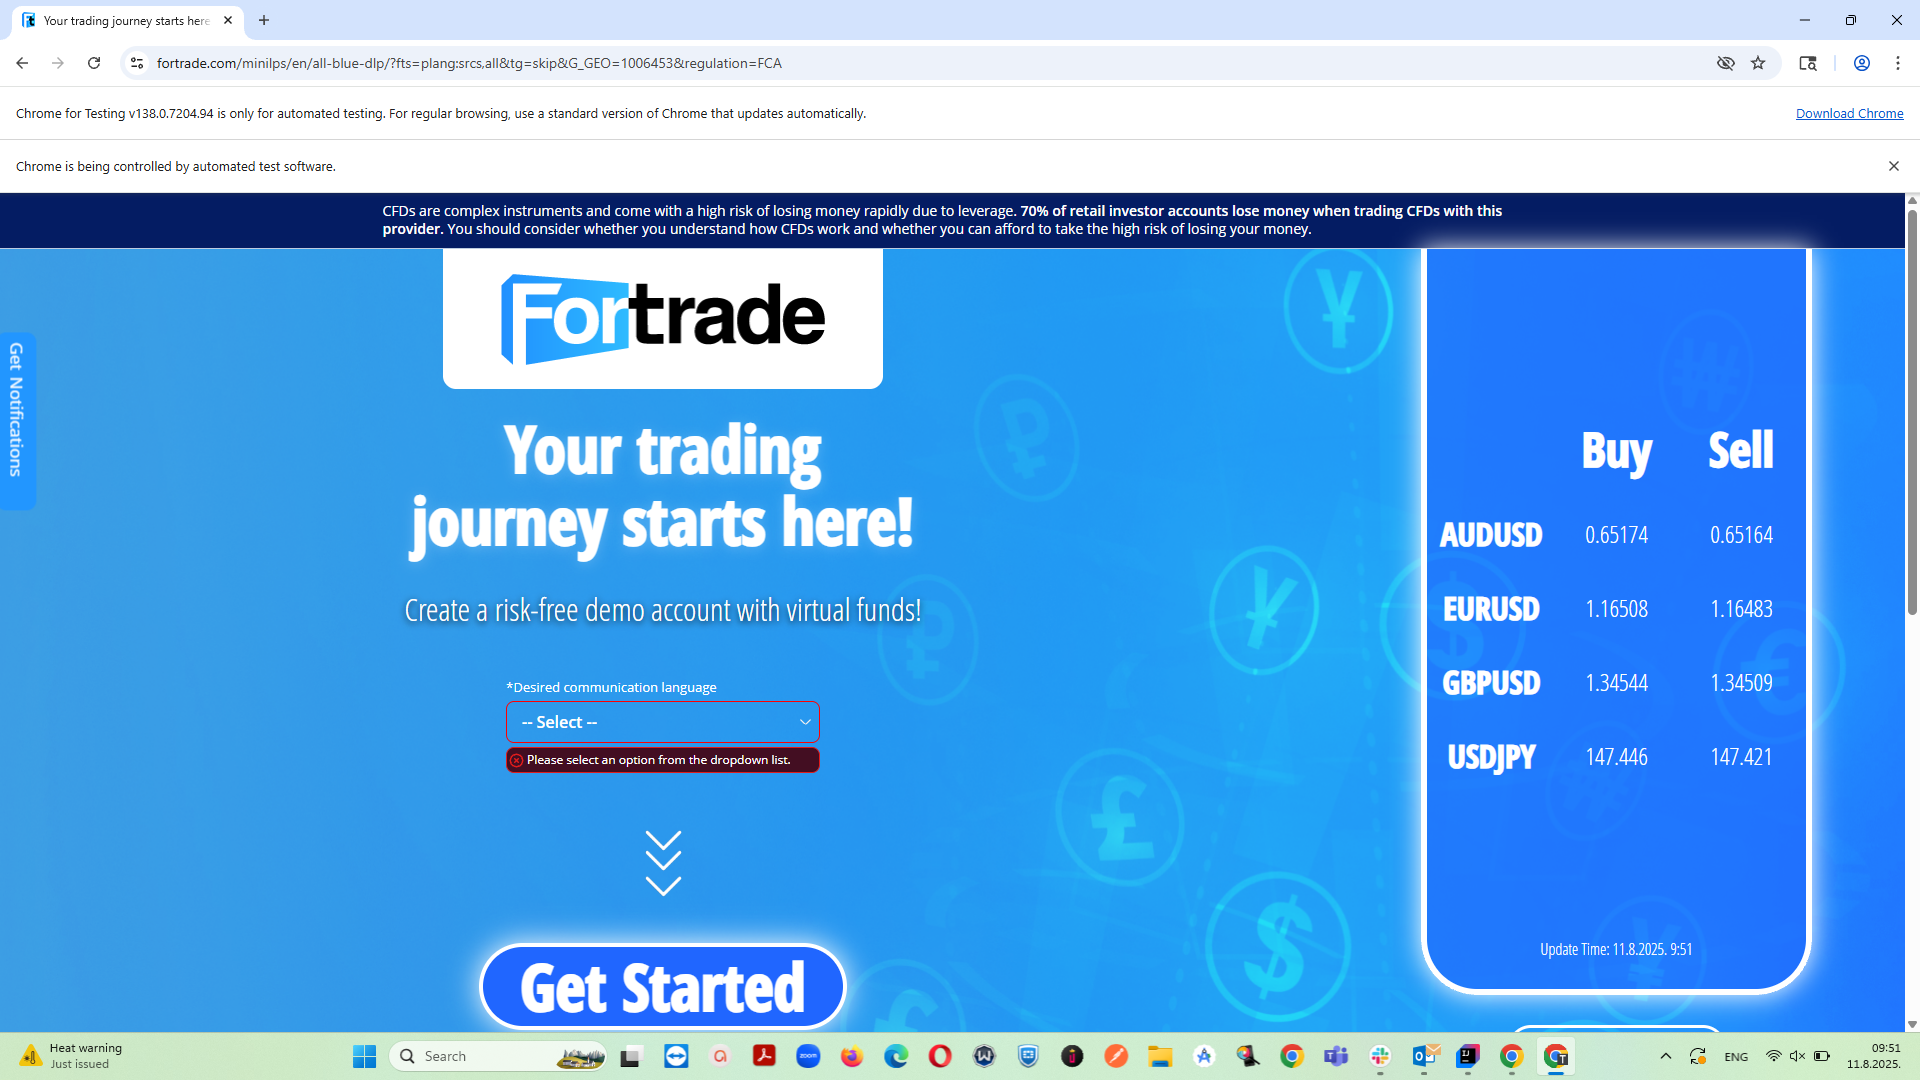 Your trading journey starts here
fortrade.com/minilps/en/all-blue-dlp/?fts=plang:srcs,all&tg=skip&G_GEO=1006453&regulation=FCA
Chrome for Testing v138.0.7204.94 is only for automated testing. For regular browsing, use a standard version of Chrome that updates automatically.
Download Chrome
Chrome is being controlled by automated test software.
CFDs are complex instruments and come with a high risk of losing money rapidly due to leverage. 70% of retail investor accounts lose money when trading CFDs with this
provider. You should consider whether you understand how CFDs work and whether you can afford to take the high risk of losing your money.
Fortrade
Get Notifications
Your trading
journey starts here!
Create a risk-free demo account with virtual funds!
*Desired communication language
-- Select --
Please select an option from the dropdown list.
Get Started
Buy Sell
AUDUSD 0.65174 0.65164
EURUSD 1.16508 1.16483
GBPUSD 1.34544 1.34509
USDJPY 147.446 147.421
Update Time: 11.8.2025. 9:51
Heat warning
Just issued
Search
zoom
ENG
09:51
11.8.2025.